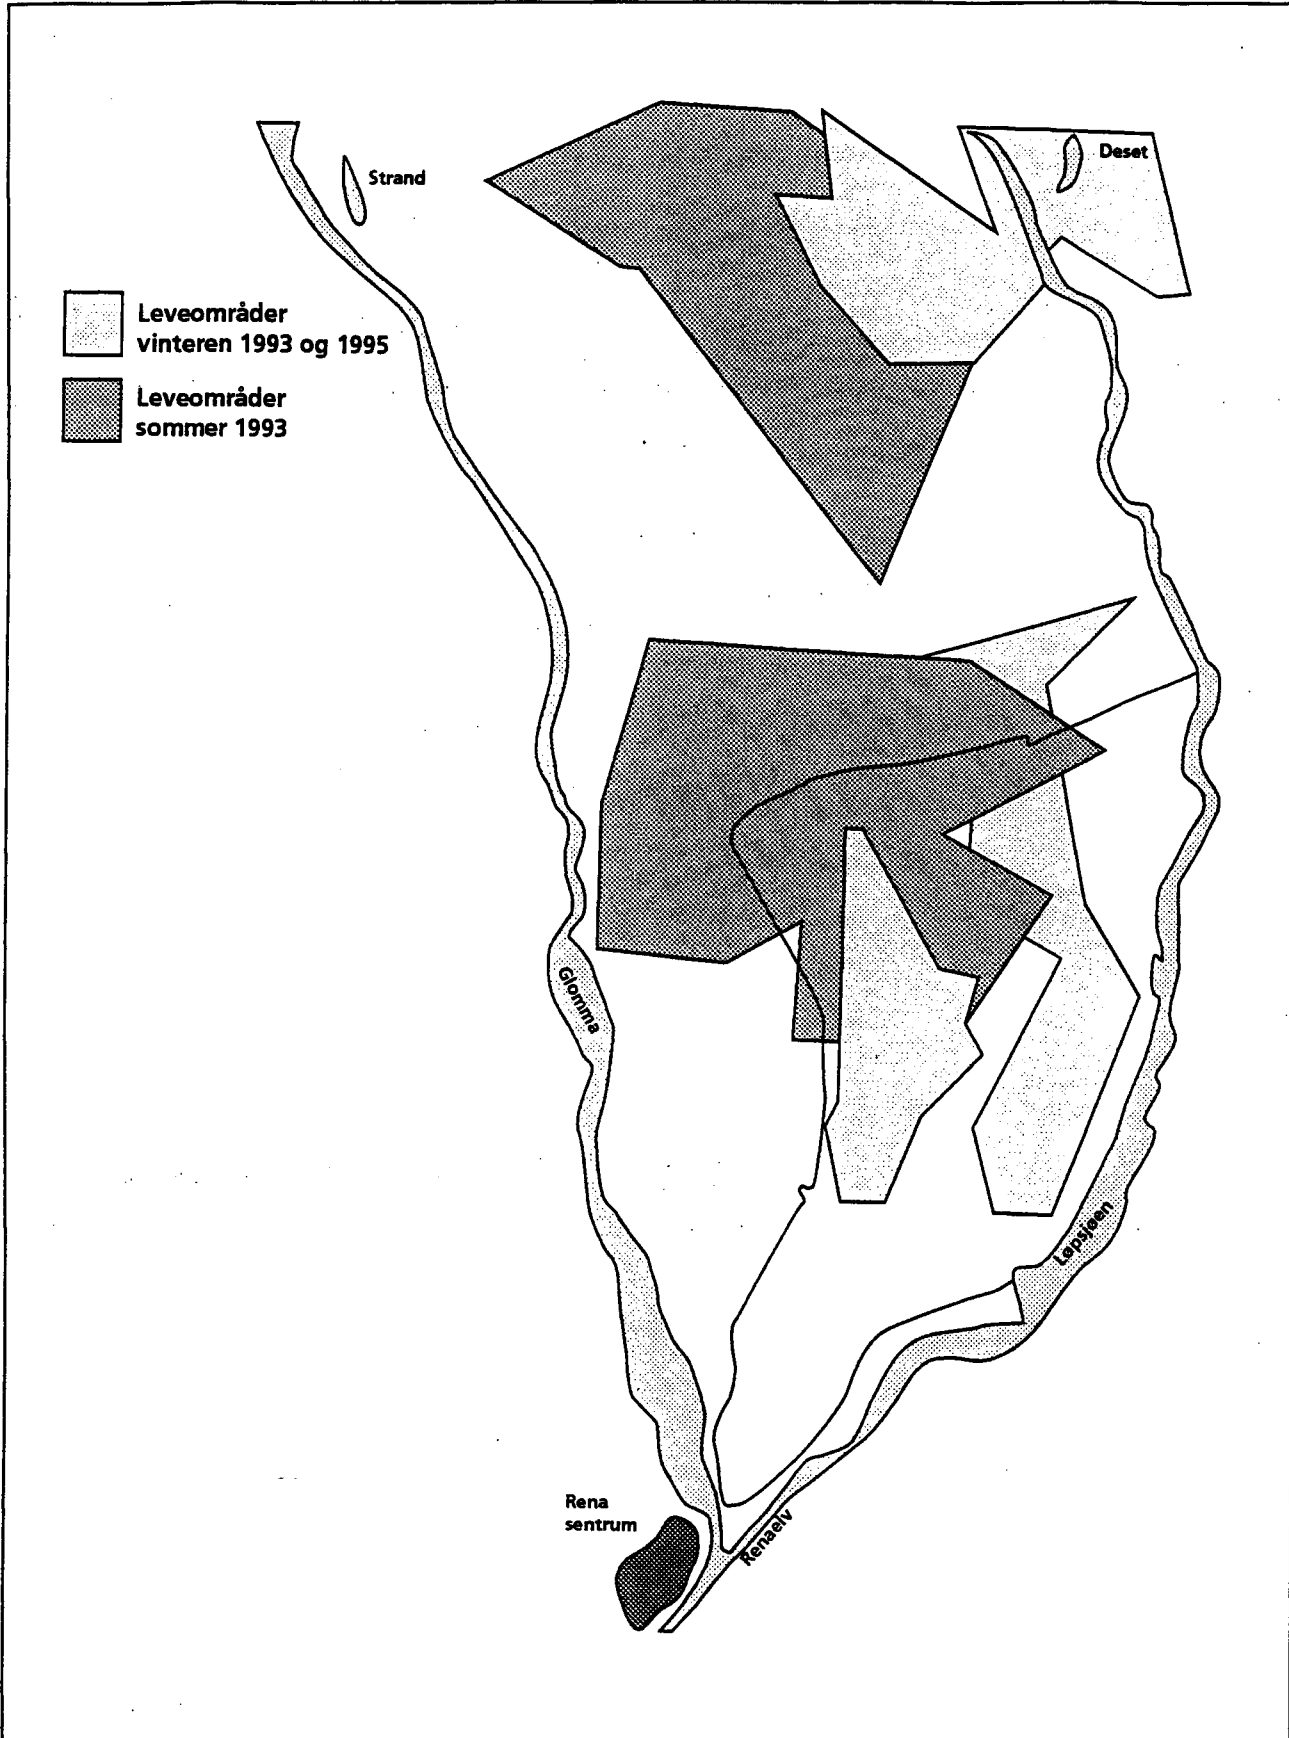 Strand
Deset
Leveområder
vinteren 1993 og 1995
Leveområder
sommer 1993
Glomma
Løpsjøen
Rena
sentrum
Renaelv